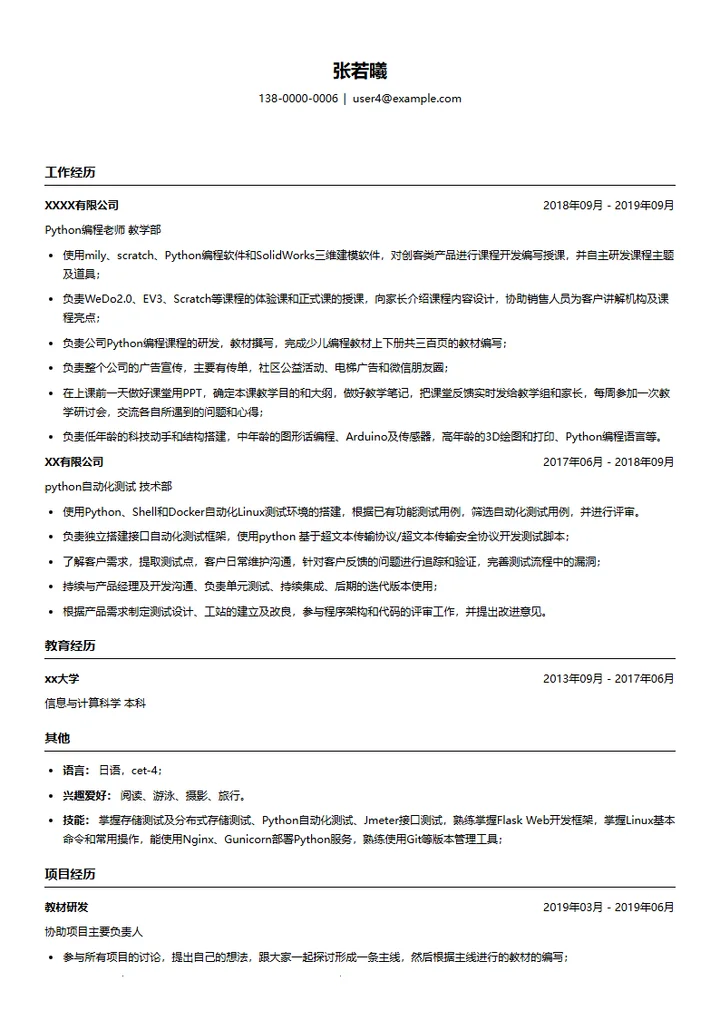 张若曦
138-0000-0006 | user4@example.com
工作经历
XXXX有限公司 2018年09月 - 2019年09月
Python编程老师 教学部
• 使用mily、scratch、Python编程软件和SolidWorks三维建模软件，对创客类产品进行课程开发编写授课，并自主研发课程主题
及道具；
• 负责WeDo2.0、EV3、Scratch等课程的体验课和正式课的授课，向家长介绍课程内容设计，协助销售人员为客户讲解机构及课
程亮点；
• 负责公司Python编程课程的研发，教材撰写，完成少儿编程教材上下册共三百页的教材编写；
• 负责整个公司的广告宣传，主要有传单，社区公益活动、电梯广告和微信朋友圈；
• 在上课前一天做好课堂用PPT，确定本课教学目的和大纲，做好教学笔记，把课堂反馈实时发给教学组和家长，每周参加一次教
学研讨会，交流各自所遇到的问题和心得；
• 负责低年龄的科技动手和结构搭建，中年龄的图形话编程、Arduino及传感器，高年龄的3D绘图和打印、Python编程语言等。
XX有限公司 2017年06月 - 2018年09月
python自动化测试 技术部
• 使用Python、Shell和Docker自动化Linux测试环境的搭建，根据已有功能测试用例，筛选自动化测试用例，并进行评审。
• 负责独立搭建接口自动化测试框架，使用python 基于超文本传输协议/超文本传输安全协议开发测试脚本；
• 了解客户需求，提取测试点，客户日常维护沟通，针对客户反馈的问题进行追踪和验证，完善测试流程中的漏洞；
• 持续与产品经理及开发沟通、负责单元测试、持续集成、后期的迭代版本使用；
• 根据产品需求制定测试设计、工站的建立及改良，参与程序架构和代码的评审工作，并提出改进意见。
教育经历
xx大学 2013年09月 - 2017年06月
信息与计算科学 本科
其他
• 语言： 日语，cet-4；
• 兴趣爱好： 阅读、游泳、摄影、旅行。
• 技能： 掌握存储测试及分布式存储测试、Python自动化测试、Jmeter接口测试，熟练掌握Flask Web开发框架，掌握Linux基本
命令和常用操作，能使用Nginx、Gunicorn部署Python服务，熟练使用Git等版本管理工具；
项目经历
教材研发 2019年03月 - 2019年06月
协助项目主要负责人
• 参与所有项目的讨论，提出自己的想法，跟大家一起探讨形成一条主线，然后根据主线进行的教材的编写；